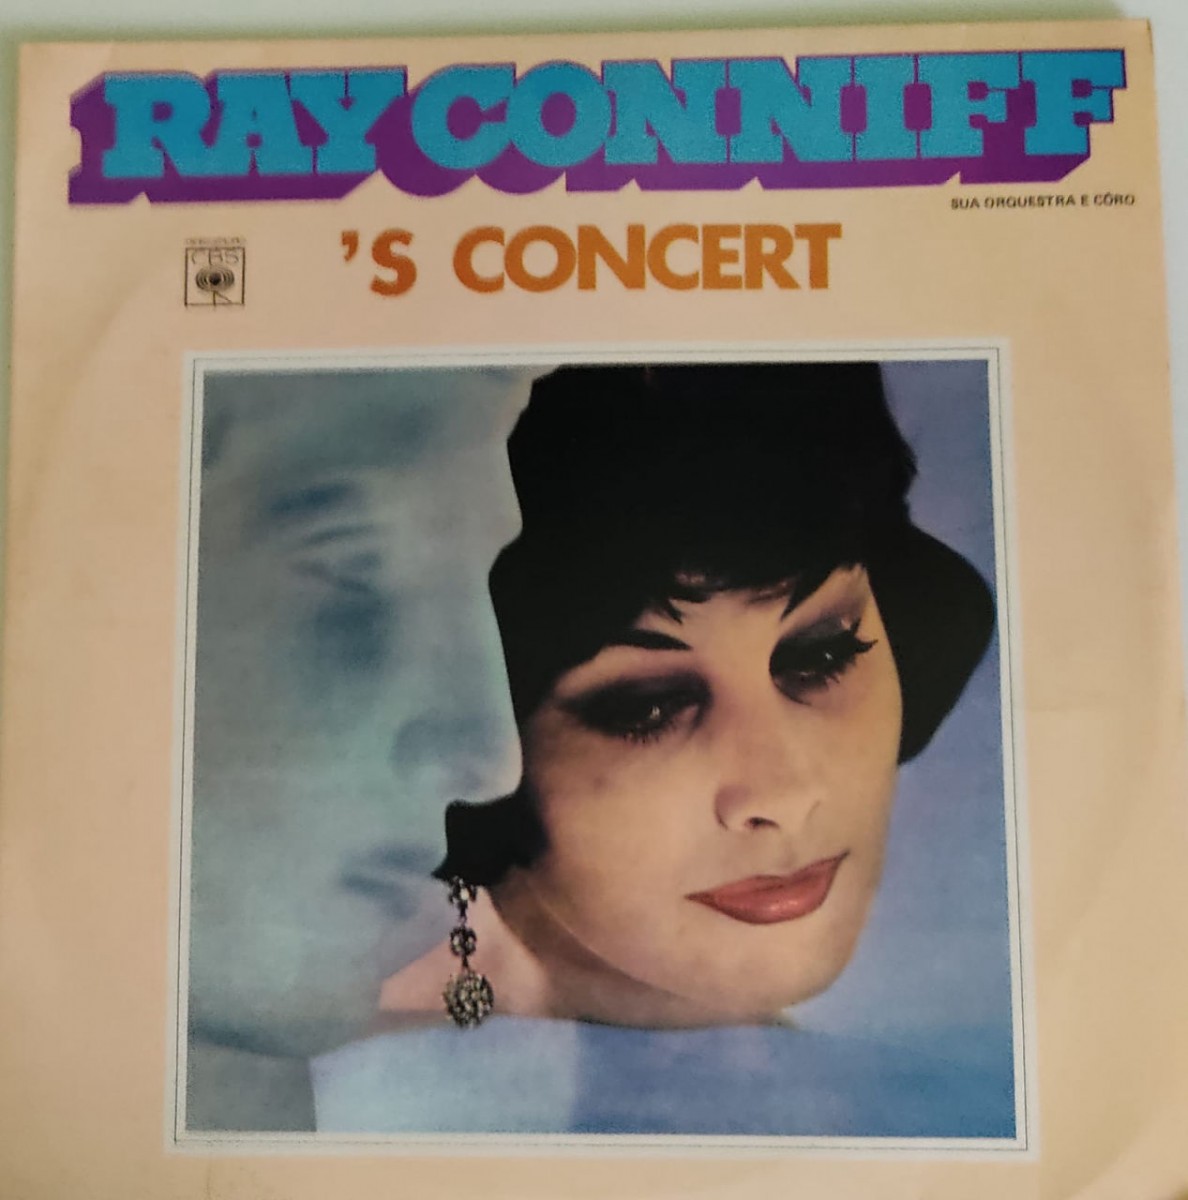 RAY CONNIFF
SUA ORQUESTRA E CÔRO
'S CONCERT
CBS